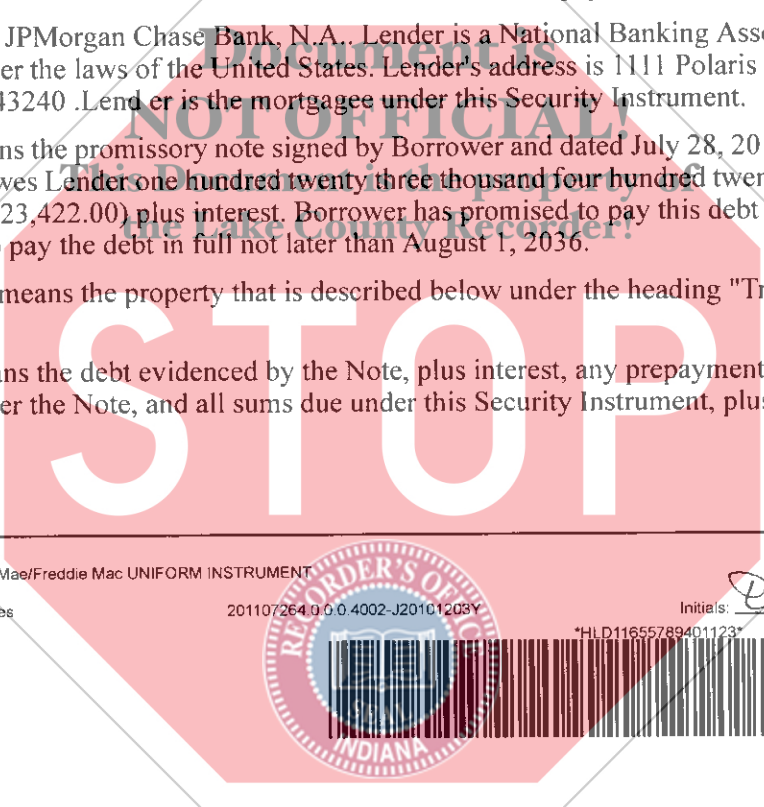 JPMorgan Chase Bank, N.A.. Lender is a National Banking Asso
er the laws of the United States. Lender's address is 1111 Polaris
43240 .Lend er is the mortgagee under this Security Instrument.
ns the promissory note signed by Borrower and dated July 28, 20
wes Lender one hundred twenty three thousand four hundred twen
23,422.00) plus interest. Borrower has promised to pay this debt
pay the debt in full not later than August 1, 2036.
means the property that is described below under the heading "Tr
ns the debt evidenced by the Note, plus interest, any prepayment
er the Note, and all sums due under this Security Instrument, plus
Document is
NOT OFFICIAL!
This Document is the property of
the Lake County Recorder!
STOP
Mae/Freddie Mac UNIFORM INSTRUMENT
es
201107264.0.0.0.4002-J20101203Y
Initials:
*HLD11655789401123*
RECORDER'S OFFICE
SEAL
INDIANA